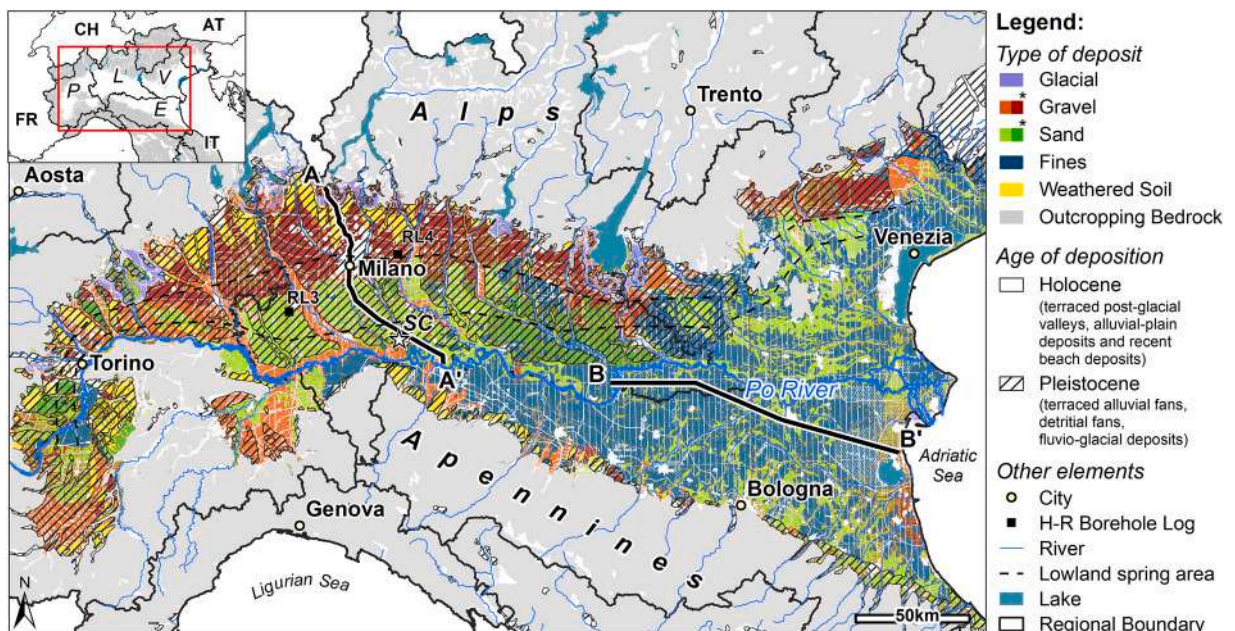 CH
AT
L
V
P
E
FR
IT
Aosta
Alps
Trento
A
RL4
Milano
Venezia
RL3
SC
Torino
A'
B
Po River
B'
Adriatic
Sea
Apennines
Bologna
Genova
Ligurian Sea
N
50km
Legend:
Type of deposit
Glacial
* Gravel
* Sand
Fines
Weathered Soil
Outcropping Bedrock
Age of deposition
Holocene
(terraced post-glacial
valleys, alluvial-plain
deposits and recent
beach deposits)
Pleistocene
(terraced alluvial fans,
detritial fans,
fluvio-glacial deposits)
Other elements
City
H-R Borehole Log
River
Lowland spring area
Lake
Regional Boundary